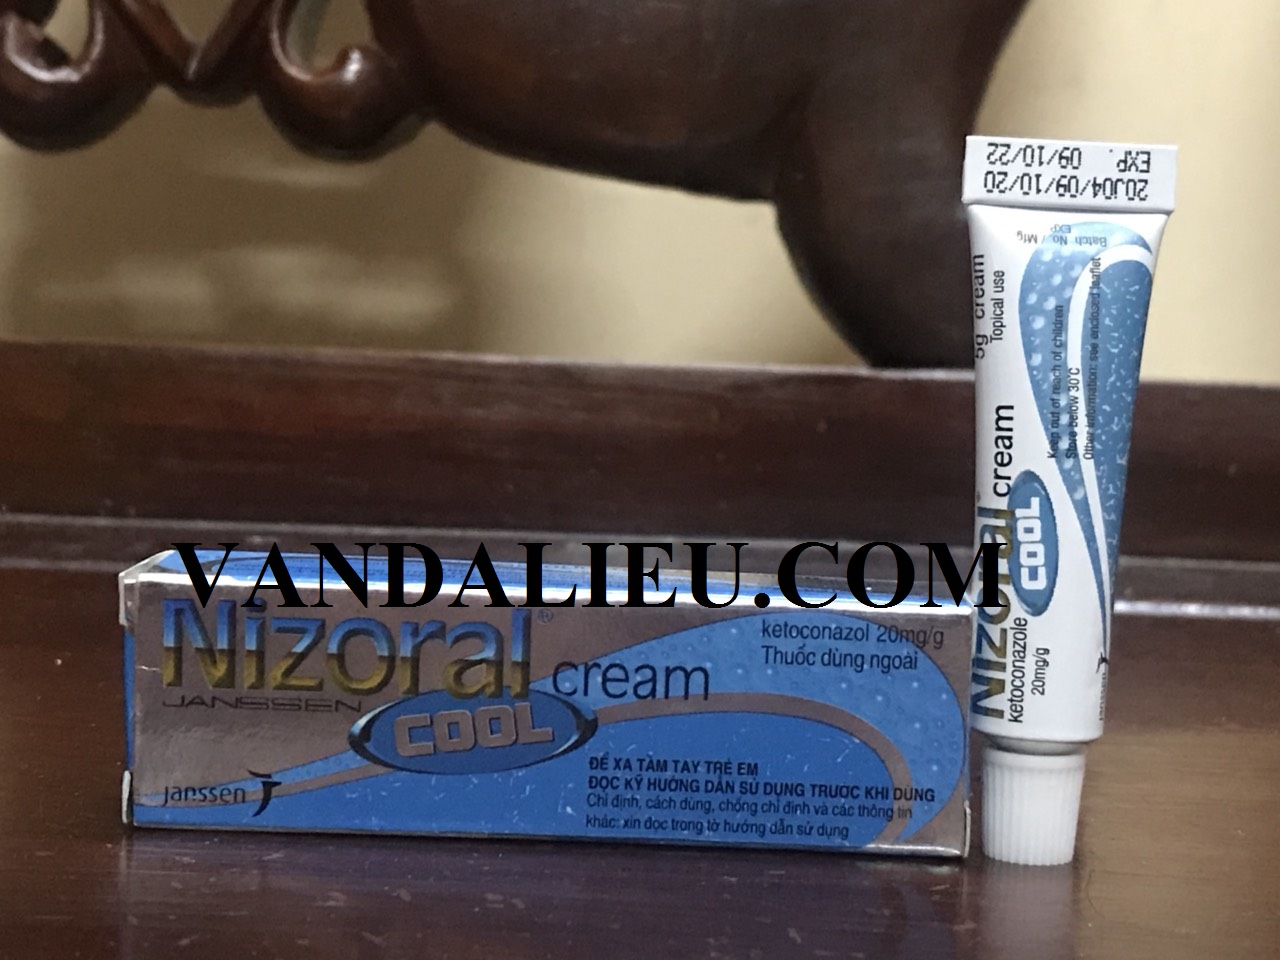 VANDALIEU.COM
Nizoral® cream
JANSSEN
COOL
janssen
ketoconazol 20mg/g
Thuốc dùng ngoài
ĐỂ XA TẦM TAY TRẺ EM
ĐỌC KỸ HƯỚNG DẪN SỬ DỤNG TRƯỚC KHI DÙNG
Chỉ định, cách dùng, chống chỉ định và các thông tin
khác: xin đọc trong tờ hướng dẫn sử dụng
20J04/09/10/20
EXP. 09/10/22
Batch No. / Mfg
EXP
5g cream
Topical use
Nizoral cream
COOL
ketoconazole
20mg/g
Keep out of reach of children
Store below 30°C
Other information: see enclosed leaflet